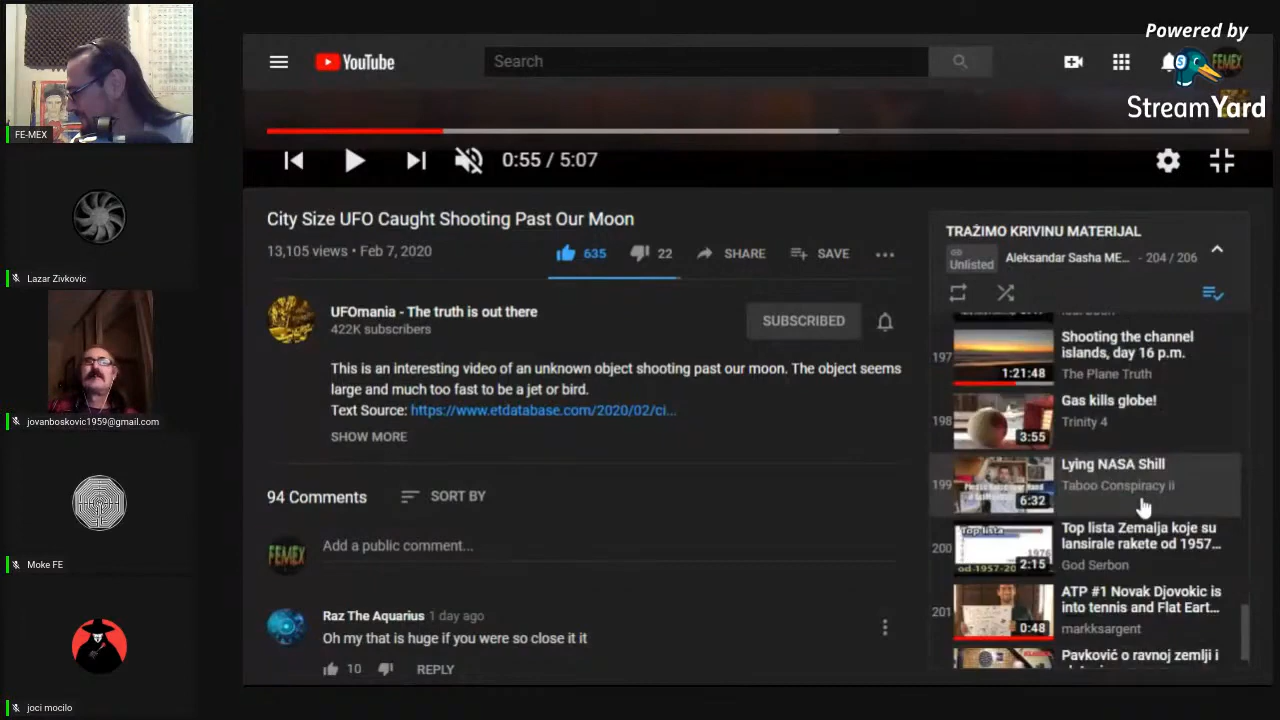 FE-MEX
Lazar Zivkovic
jovanboskovic1959@gmail.com
Moke FE
joci mocilo
Powered by
StreamYard
YouTube
Search
FEMEX
0:55 / 5:07
City Size UFO Caught Shooting Past Our Moon
13,105 views • Feb 7, 2020
635
22
SHARE
SAVE
UFOmania - The truth is out there
422K subscribers
SUBSCRIBED
This is an interesting video of an unknown object shooting past our moon. The object seems
large and much too fast to be a jet or bird.
Text Source: https://www.etdatabase.com/2020/02/ci...
SHOW MORE
94 Comments
SORT BY
FEMEX
Add a public comment...
Raz The Aquarius 1 day ago
Oh my that is huge if you were so close it it
10
REPLY
TRAŽIMO KRIVINU MATERIJAL
Unlisted
Aleksandar Sasha ME... - 204 / 206
197
1:21:48
Shooting the channel
islands, day 16 p.m.
The Plane Truth
198
3:55
Gas kills globe!
Trinity 4
199
6:32
Lying NASA Shill
Taboo Conspiracy ii
200
Top lista
1976
od 1957-20
2:15
Top lista Zemalja koje su
lansirale rakete od 1957...
God Serbon
201
0:48
ATP #1 Novak Djovokic is
into tennis and Flat Eart...
markksargent
Pavković o ravnoj zemlji i